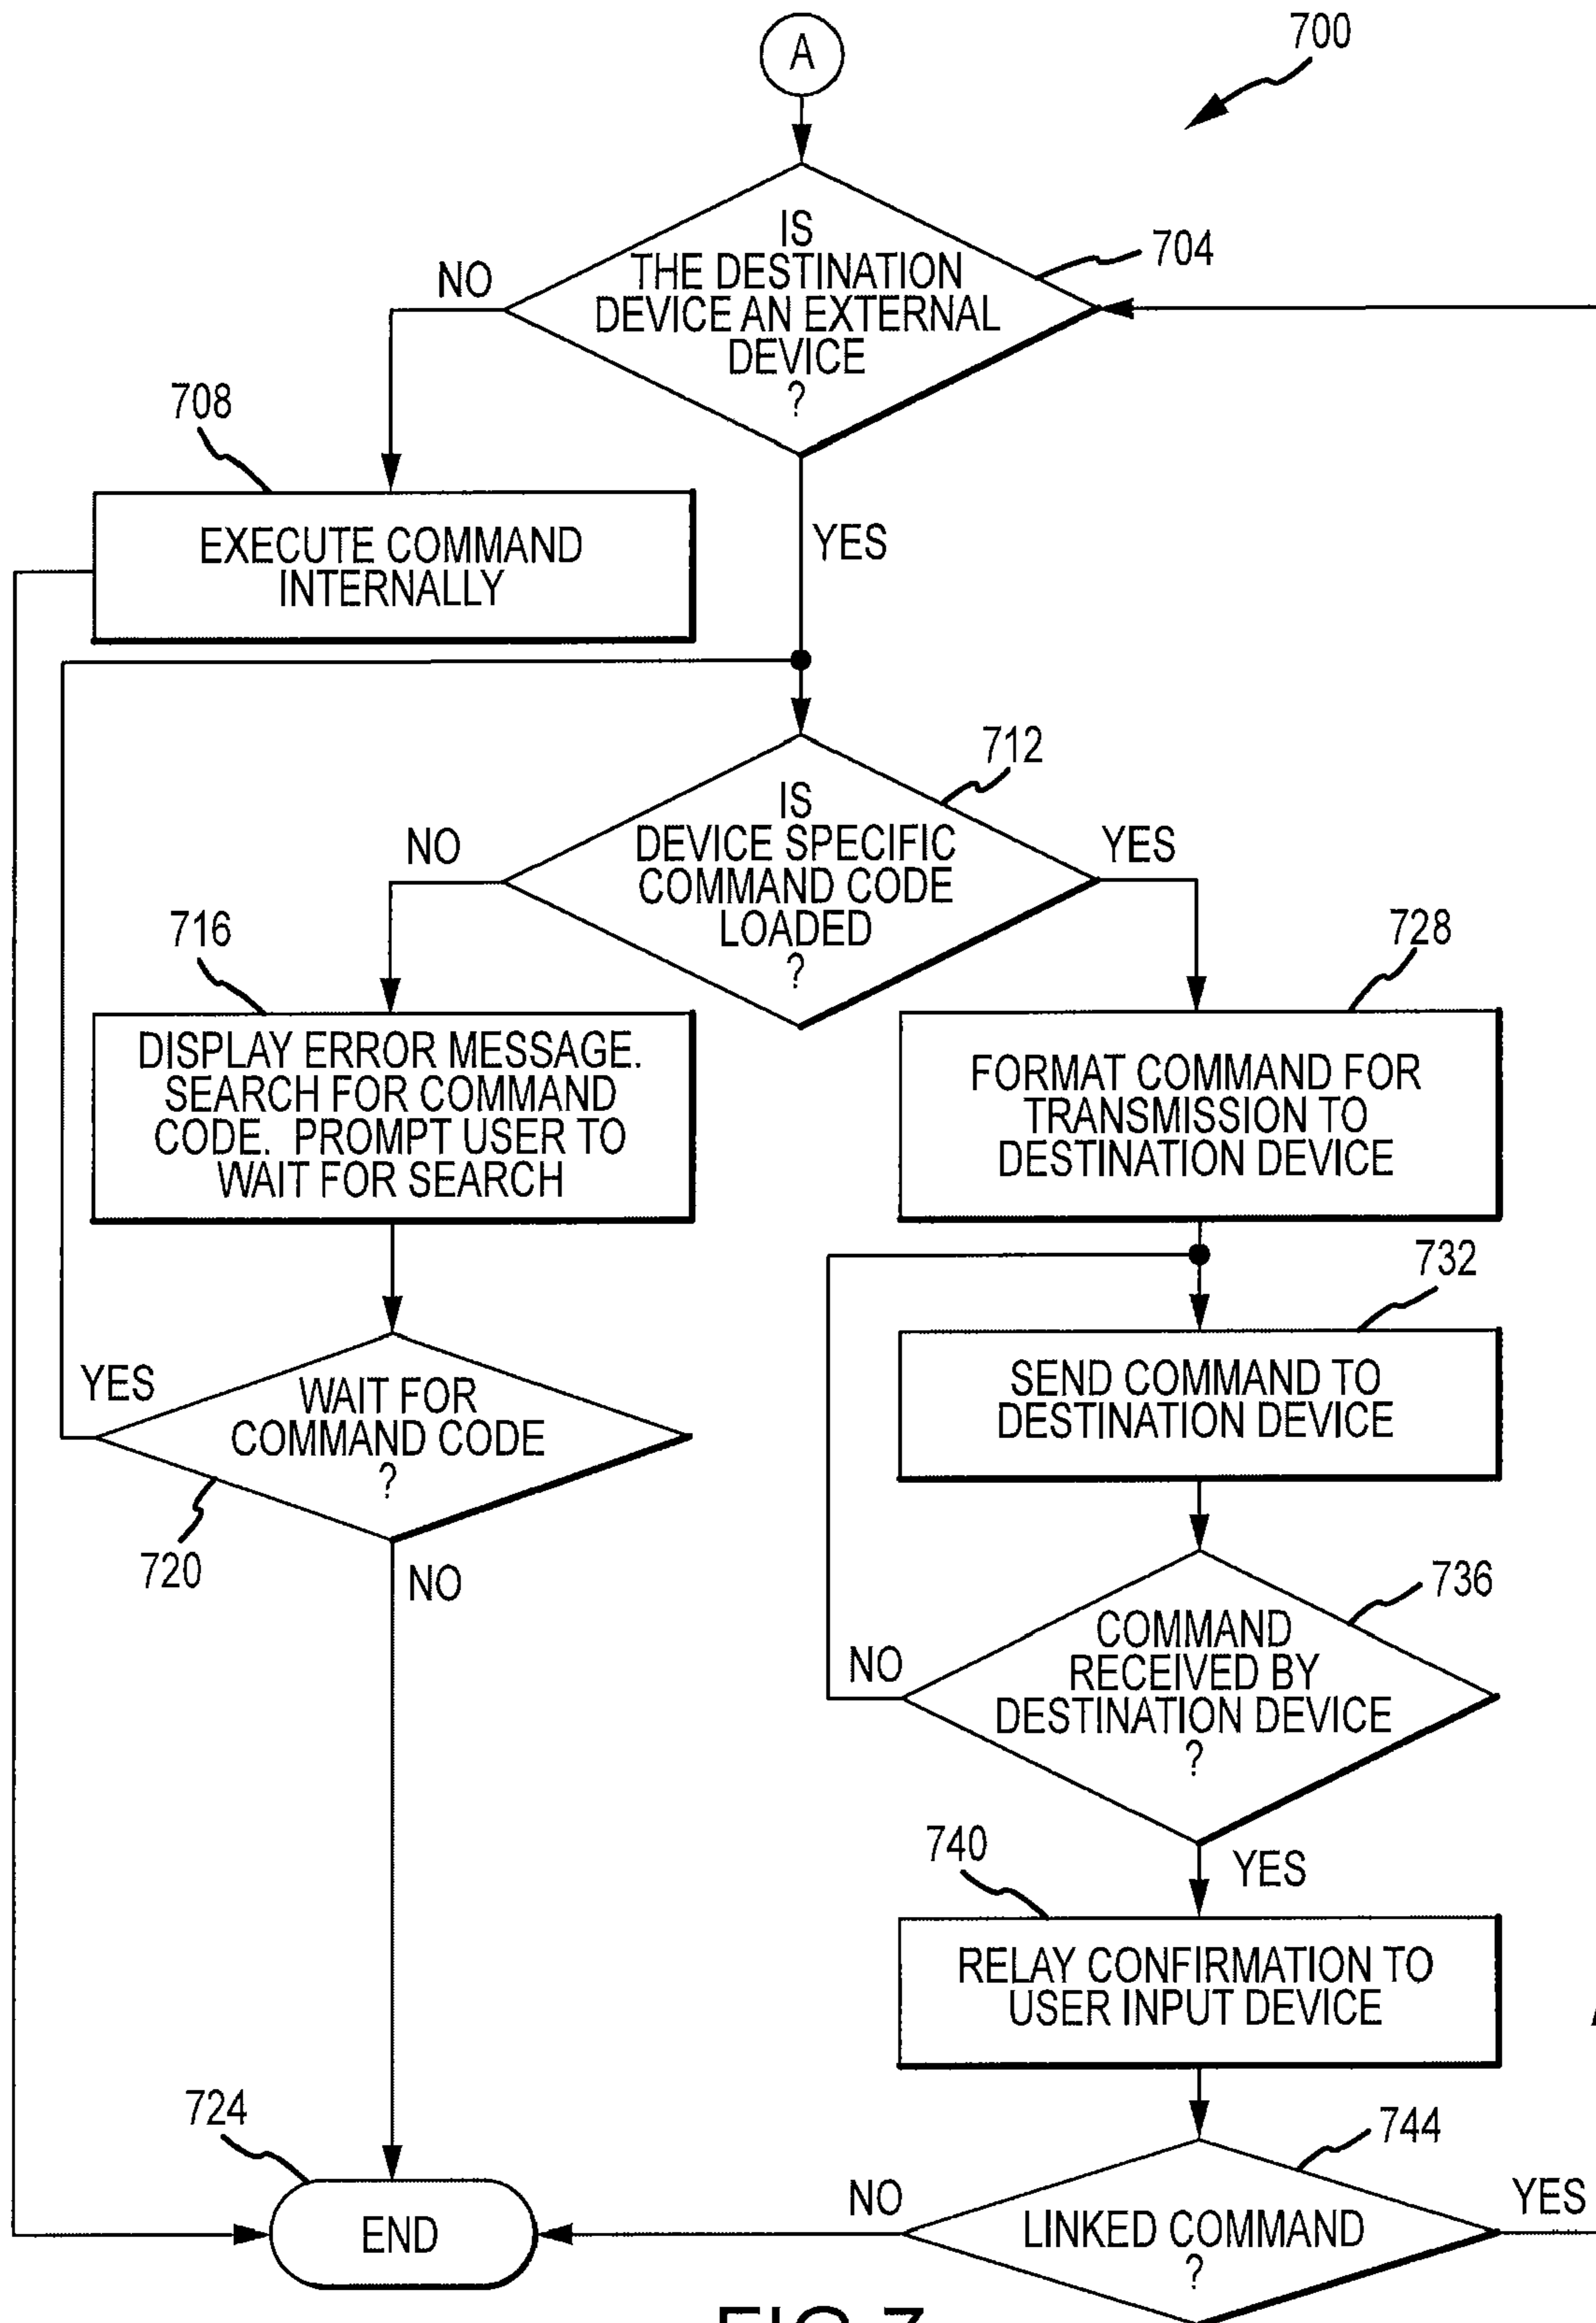 A
700
IS
THE DESTINATION
DEVICE AN EXTERNAL
DEVICE
?
704
NO
708
EXECUTE COMMAND
INTERNALLY
YES
712
IS
DEVICE SPECIFIC
COMMAND CODE
LOADED
?
NO
YES
716
728
DISPLAY ERROR MESSAGE.
SEARCH FOR COMMAND
CODE. PROMPT USER TO
WAIT FOR SEARCH
FORMAT COMMAND FOR
TRANSMISSION TO
DESTINATION DEVICE
732
YES
WAIT FOR
COMMAND CODE
?
SEND COMMAND TO
DESTINATION DEVICE
720
NO
736
COMMAND
RECEIVED BY
DESTINATION DEVICE
?
NO
740
YES
RELAY CONFIRMATION TO
USER INPUT DEVICE
724
744
END
NO
LINKED COMMAND
?
YES
FIG.7